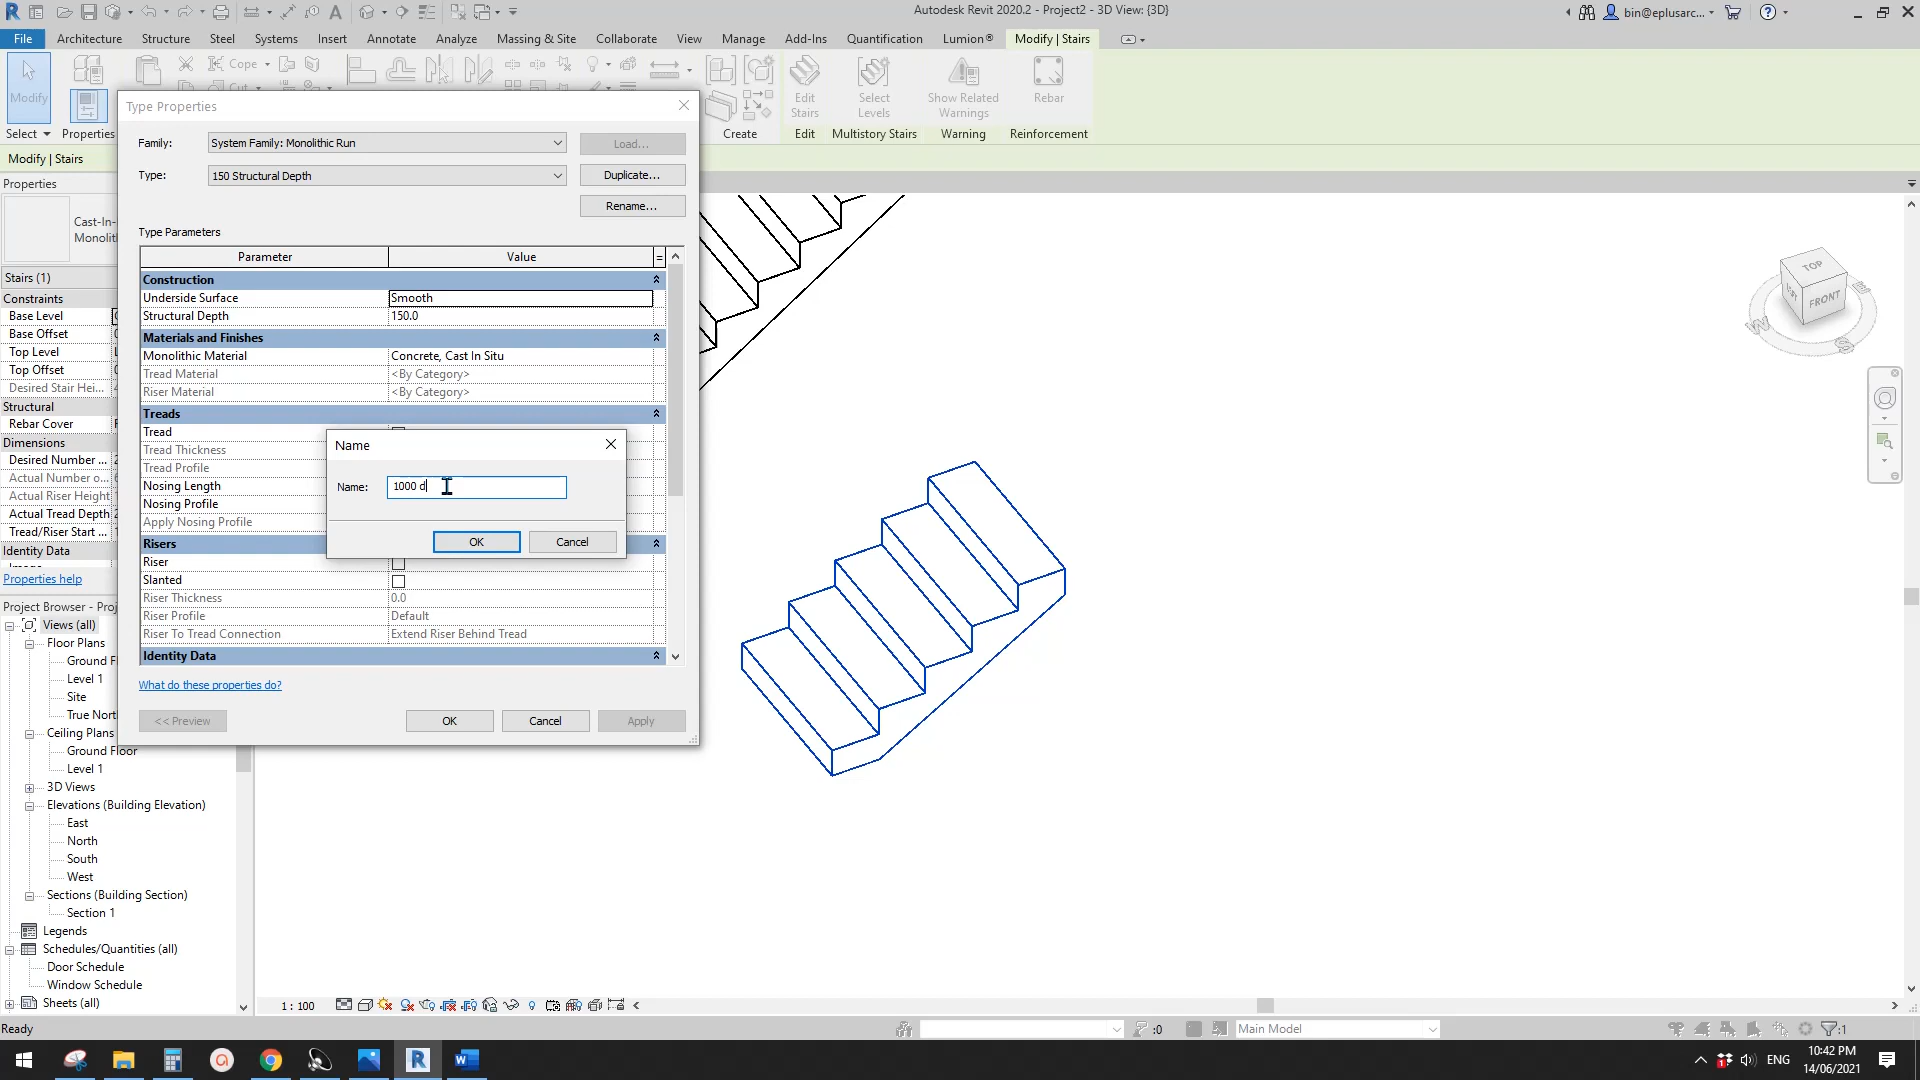 Autodesk Revit 2020.2 - Project2 - 3D View: {3D}
bin@eplusarc...
File Architecture Structure Steel Systems Insert Annotate Analyze Massing & Site Collaborate View Manage Add-Ins Quantification Lumion® Modify | Stairs
Modify
Cope
Cut
Edit Stairs
Select Levels
Show Related Warnings
Rebar
Select
Properties
Create
Edit
Multistory Stairs
Warning
Reinforcement
Modify | Stairs
Properties
Cast-In-
Monolit
Stairs (1)
Constraints
Base Level
Base Offset
Top Level
Top Offset
Desired Stair Hei...
Structural
Rebar Cover
Dimensions
Desired Number ...
Actual Number o...
Actual Riser Height
Actual Tread Depth
Tread/Riser Start ...
Identity Data
Properties help
Project Browser - Proj
Views (all)
Floor Plans
Ground Fl
Level 1
Site
True Nort
Ceiling Plans
Ground Floor
Level 1
3D Views
Elevations (Building Elevation)
East
North
South
West
Sections (Building Section)
Section 1
Legends
Schedules/Quantities (all)
Door Schedule
Window Schedule
Sheets (all)
Type Properties
Family: System Family: Monolithic Run Load...
Type: 150 Structural Depth Duplicate...
Rename...
Type Parameters
Parameter Value =
Construction
Underside Surface Smooth
Structural Depth 150.0
Materials and Finishes
Monolithic Material Concrete, Cast In Situ
Tread Material <By Category>
Riser Material <By Category>
Treads
Tread
Tread Thickness
Tread Profile
Nosing Length
Nosing Profile
Apply Nosing Profile
Risers
Riser
Slanted
Riser Thickness 0.0
Riser Profile Default
Riser To Tread Connection Extend Riser Behind Tread
Identity Data
What do these properties do?
<< Preview OK Cancel Apply
Name
Name: 1000 d
OK Cancel
TOP
LEFT
FRONT
W
S
E
1 : 100
Ready
:0
Main Model
:1
ENG
10:42 PM
14/06/2021